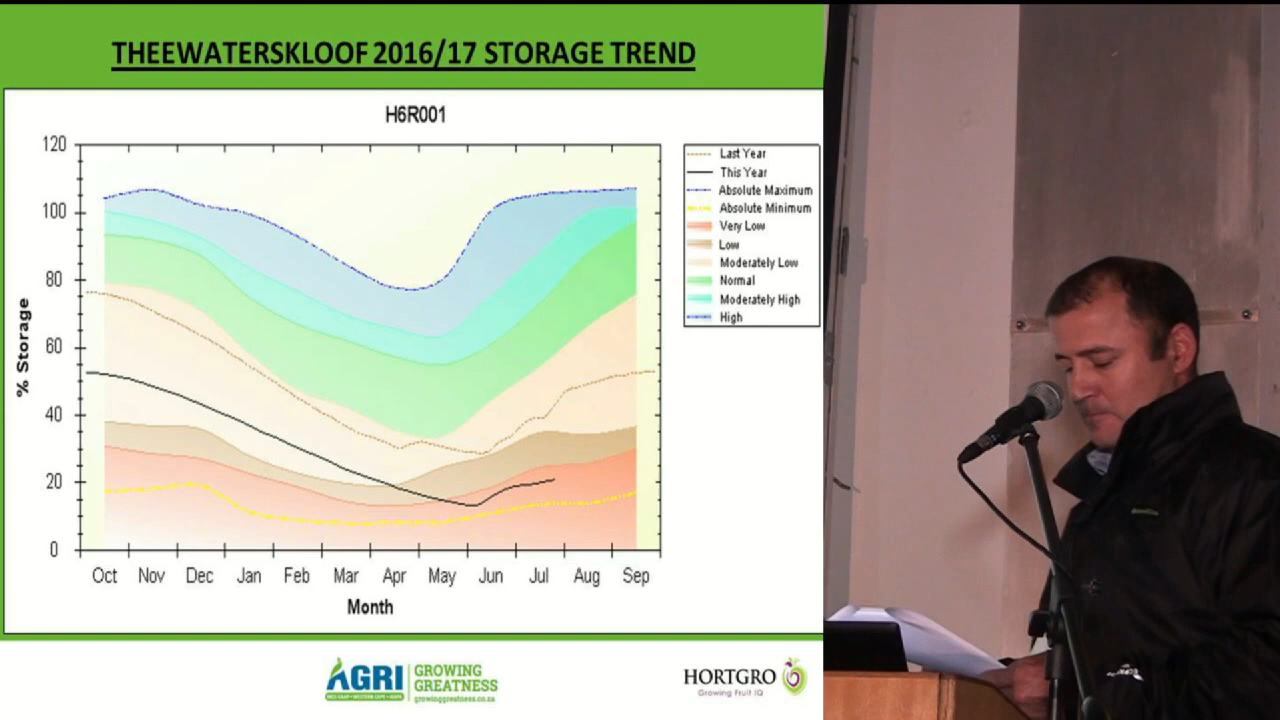 THEEWATERSKLOOF 2016/17 STORAGE TREND
H6R001
120
100
80
60
40
20
0
% Storage
Oct Nov Dec Jan Feb Mar Apr May Jun Jul Aug Sep
Month
Last Year
This Year
Absolute Maximum
Absolute Minimum
Very Low
Low
Moderately Low
Normal
Moderately High
High
AGRI
GROWING
GREATNESS
growinggreatness.co.za
HORTGRO
Growing Fruit IQ